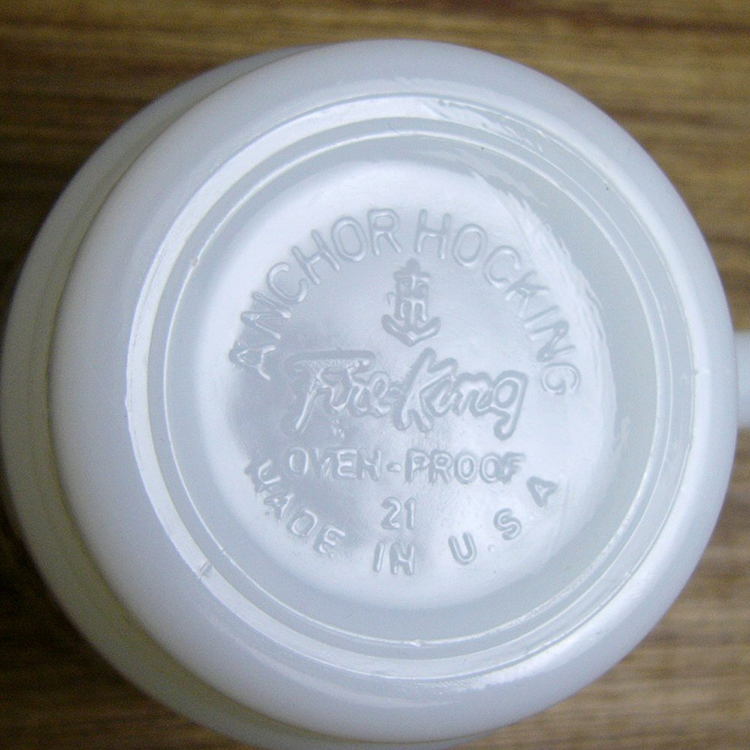 ANCHOR HOCKING
H
Fire-King
OVEN-PROOF
21
MADE IN U.S.A